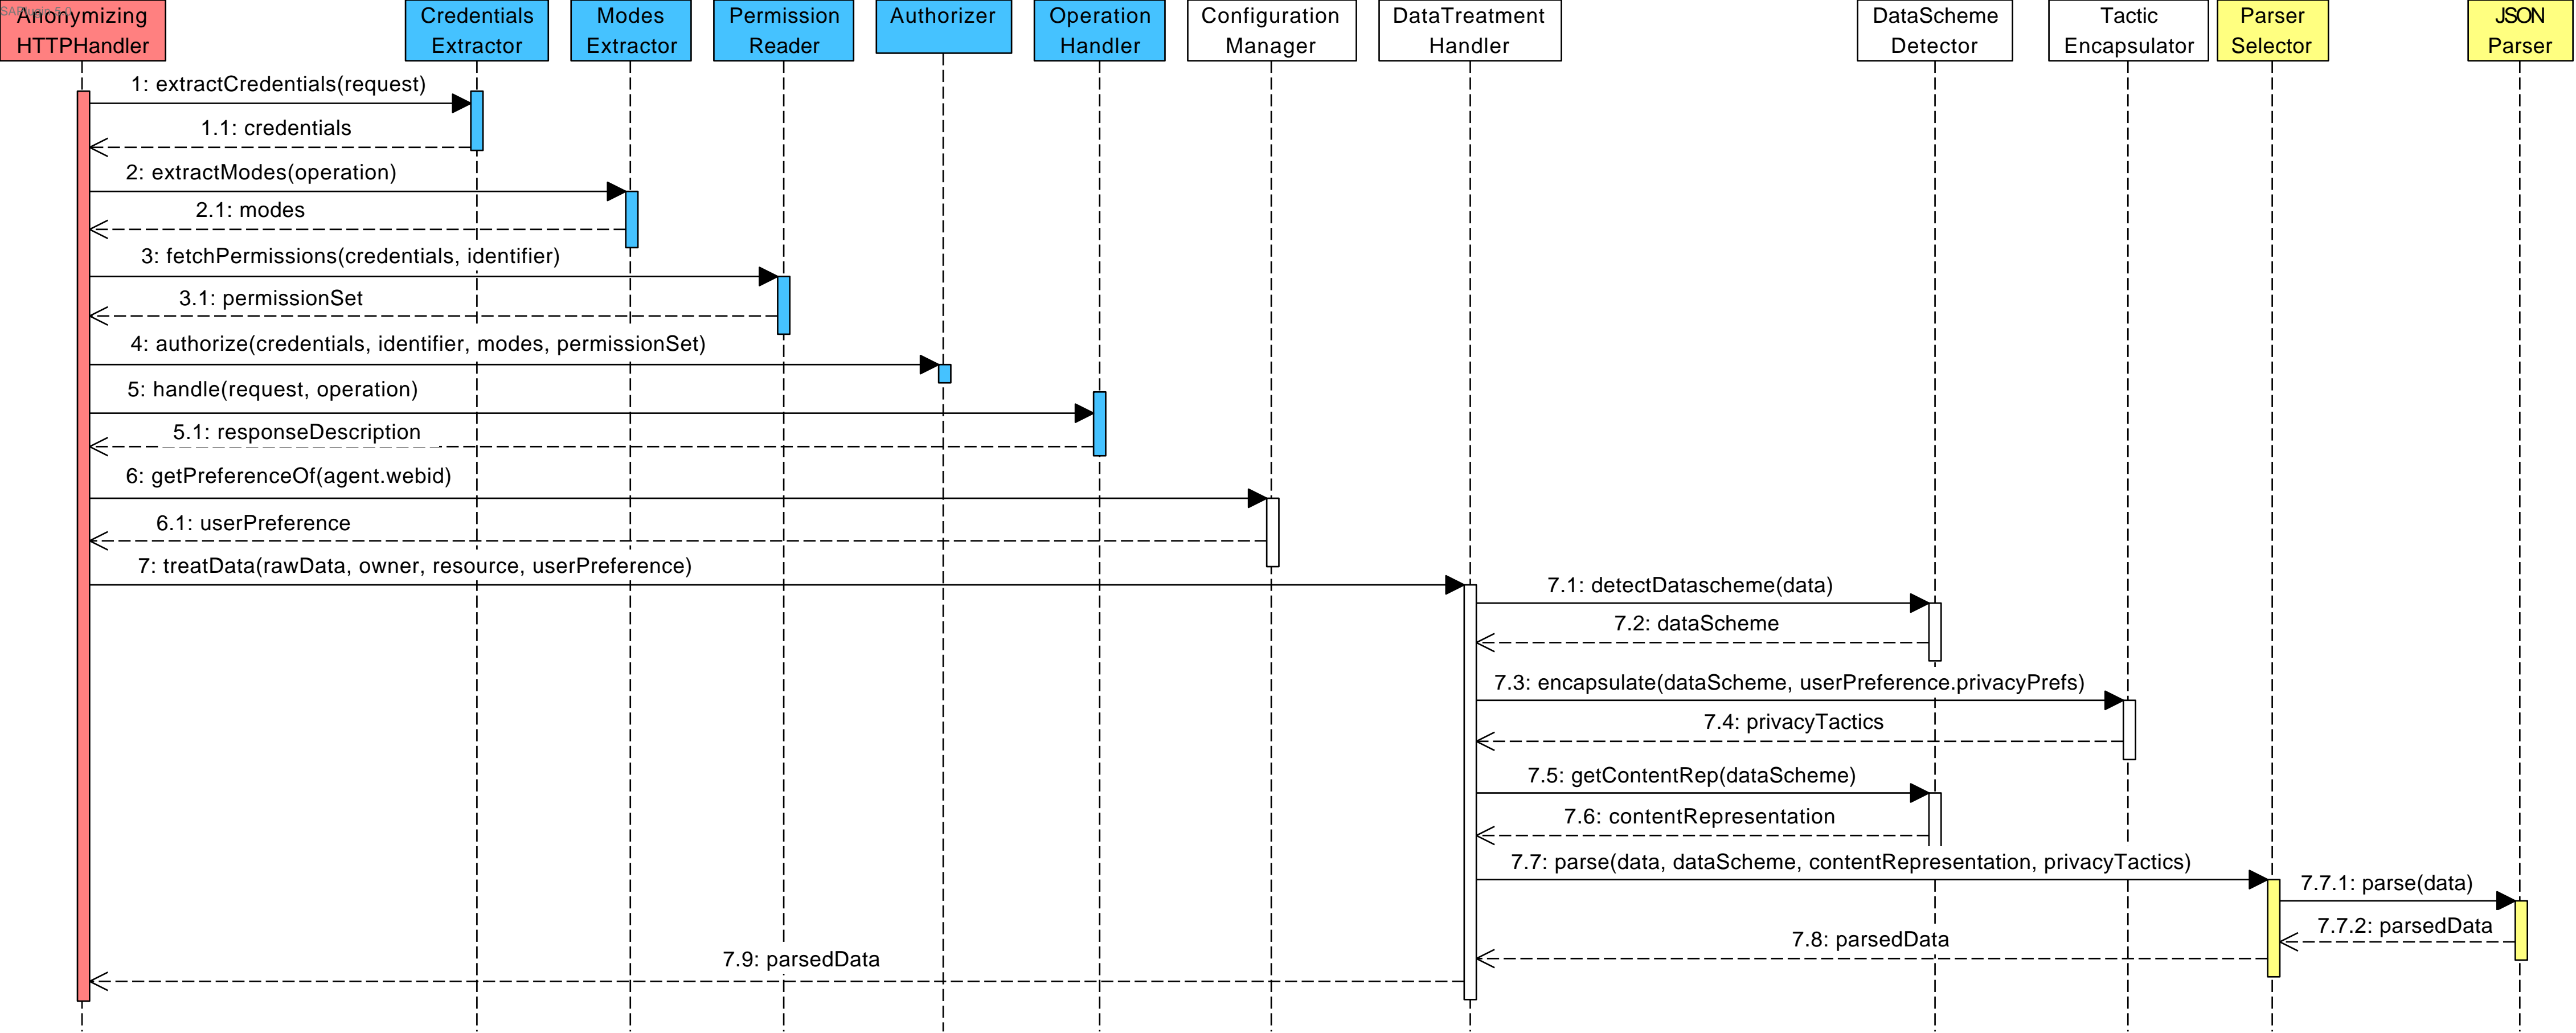 Anonymizing
HTTPHandler
Credentials
Extractor
Modes
Extractor
Permission
Reader
Authorizer
Operation
Handler
Configuration
Manager
DataTreatment
Handler
DataScheme
Detector
Tactic
Encapsulator
Parser
Selector
JSON
Parser
1: extractCredentials(request)
1.1: credentials
2: extractModes(operation)
2.1: modes
3: fetchPermissions(credentials, identifier)
3.1: permissionSet
4: authorize(credentials, identifier, modes, permissionSet)
5: handle(request, operation)
5.1: responseDescription
6: getPreferenceOf(agent.webid)
6.1: userPreference
7: treatData(rawData, owner, resource, userPreference)
7.1: detectDatascheme(data)
7.2: dataScheme
7.3: encapsulate(dataScheme, userPreference.privacyPrefs)
7.4: privacyTactics
7.5: getContentRep(dataScheme)
7.6: contentRepresentation
7.7: parse(data, dataScheme, contentRepresentation, privacyTactics)
7.7.1: parse(data)
7.7.2: parsedData
7.8: parsedData
7.9: parsedData